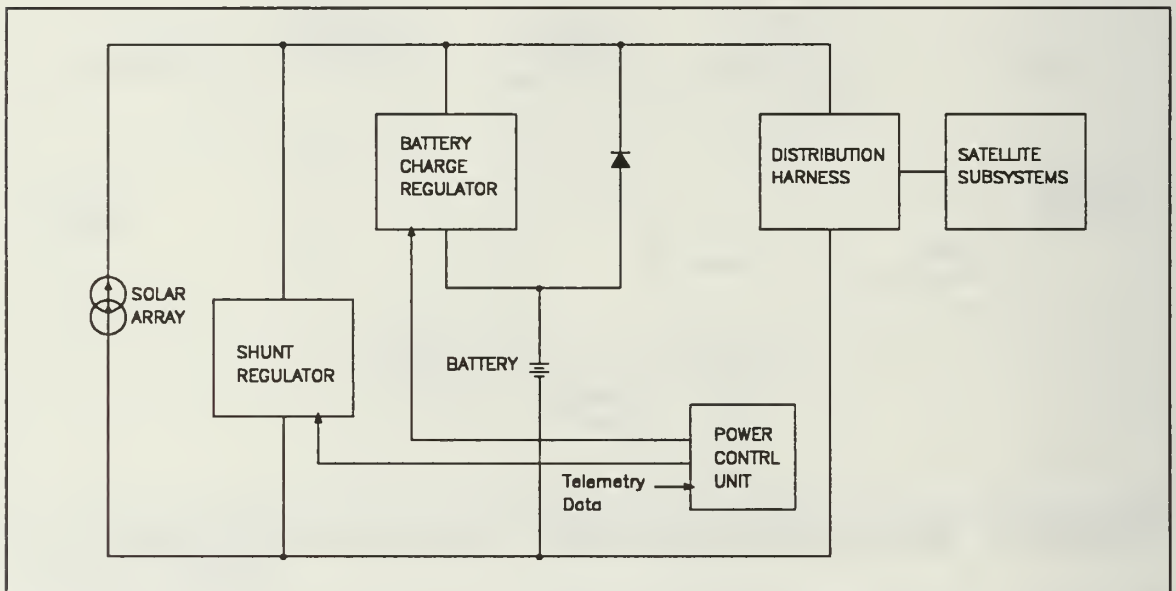 BATTERY
CHARGE
REGULATOR
DISTRIBUTION
HARNESS
SATELLITE
SUBSYSTEMS
SOLAR
ARRAY
SHUNT
REGULATOR
BATTERY
POWER
CONTRL
UNIT
Telemetry
Data